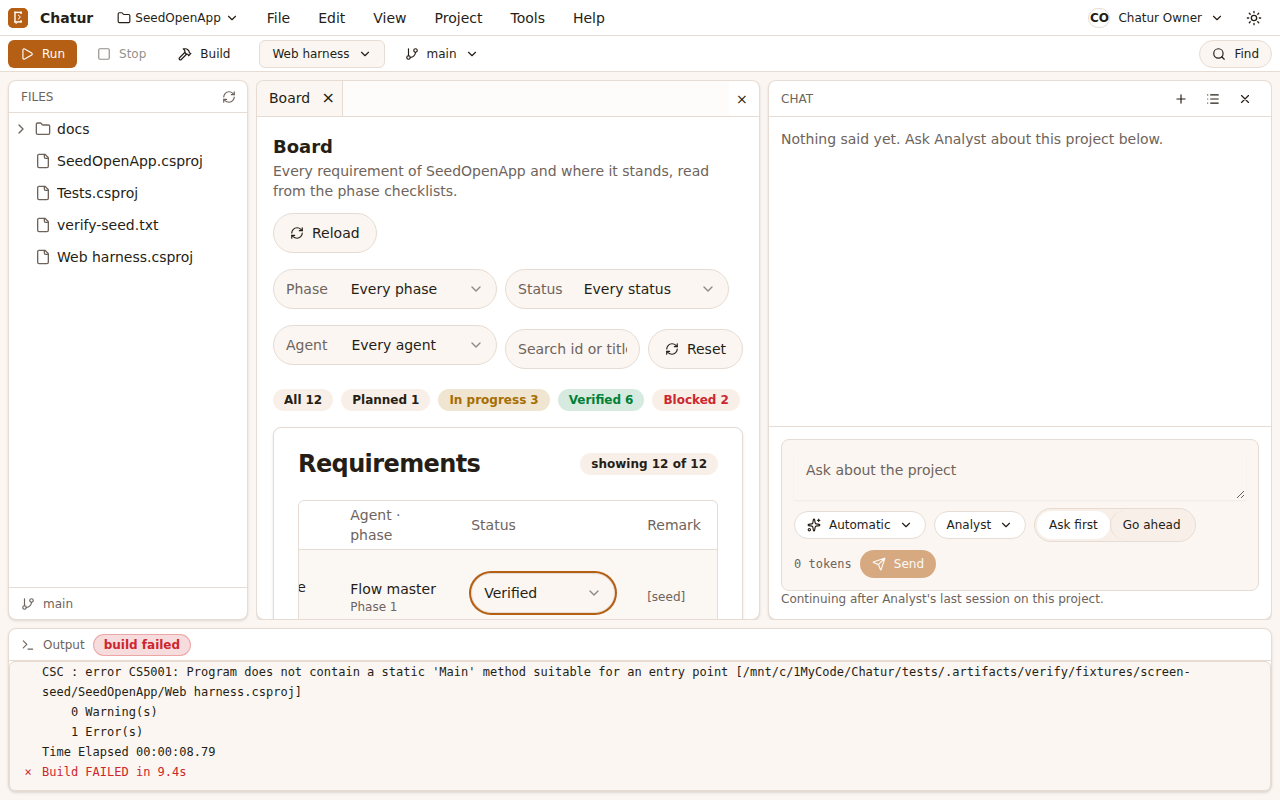 Chatur SeedOpenApp File Edit View Project Tools Help CO Chatur Owner
Run Stop Build Web harness main Find
FILES
docs
SeedOpenApp.csproj
Tests.csproj
verify-seed.txt
Web harness.csproj
main
Board
Board
Every requirement of SeedOpenApp and where it stands, read
from the phase checklists.
Reload
Phase Every phase Status Every status
Agent Every agent Search id or title Reset
All 12 Planned 1 In progress 3 Verified 6 Blocked 2
Requirements showing 12 of 12
Agent ·
phase
Status Remark
e Flow master Verified [seed]
Phase 1
CHAT
Nothing said yet. Ask Analyst about this project below.
Ask about the project
Automatic Analyst Ask first Go ahead
0 tokens Send
Continuing after Analyst's last session on this project.
Output build failed
CSC : error CS5001: Program does not contain a static 'Main' method suitable for an entry point [/mnt/c/1MyCode/Chatur/tests/.artifacts/verify/fixtures/screen-
seed/SeedOpenApp/Web harness.csproj]
0 Warning(s)
1 Error(s)
Time Elapsed 00:00:08.79
× Build FAILED in 9.4s